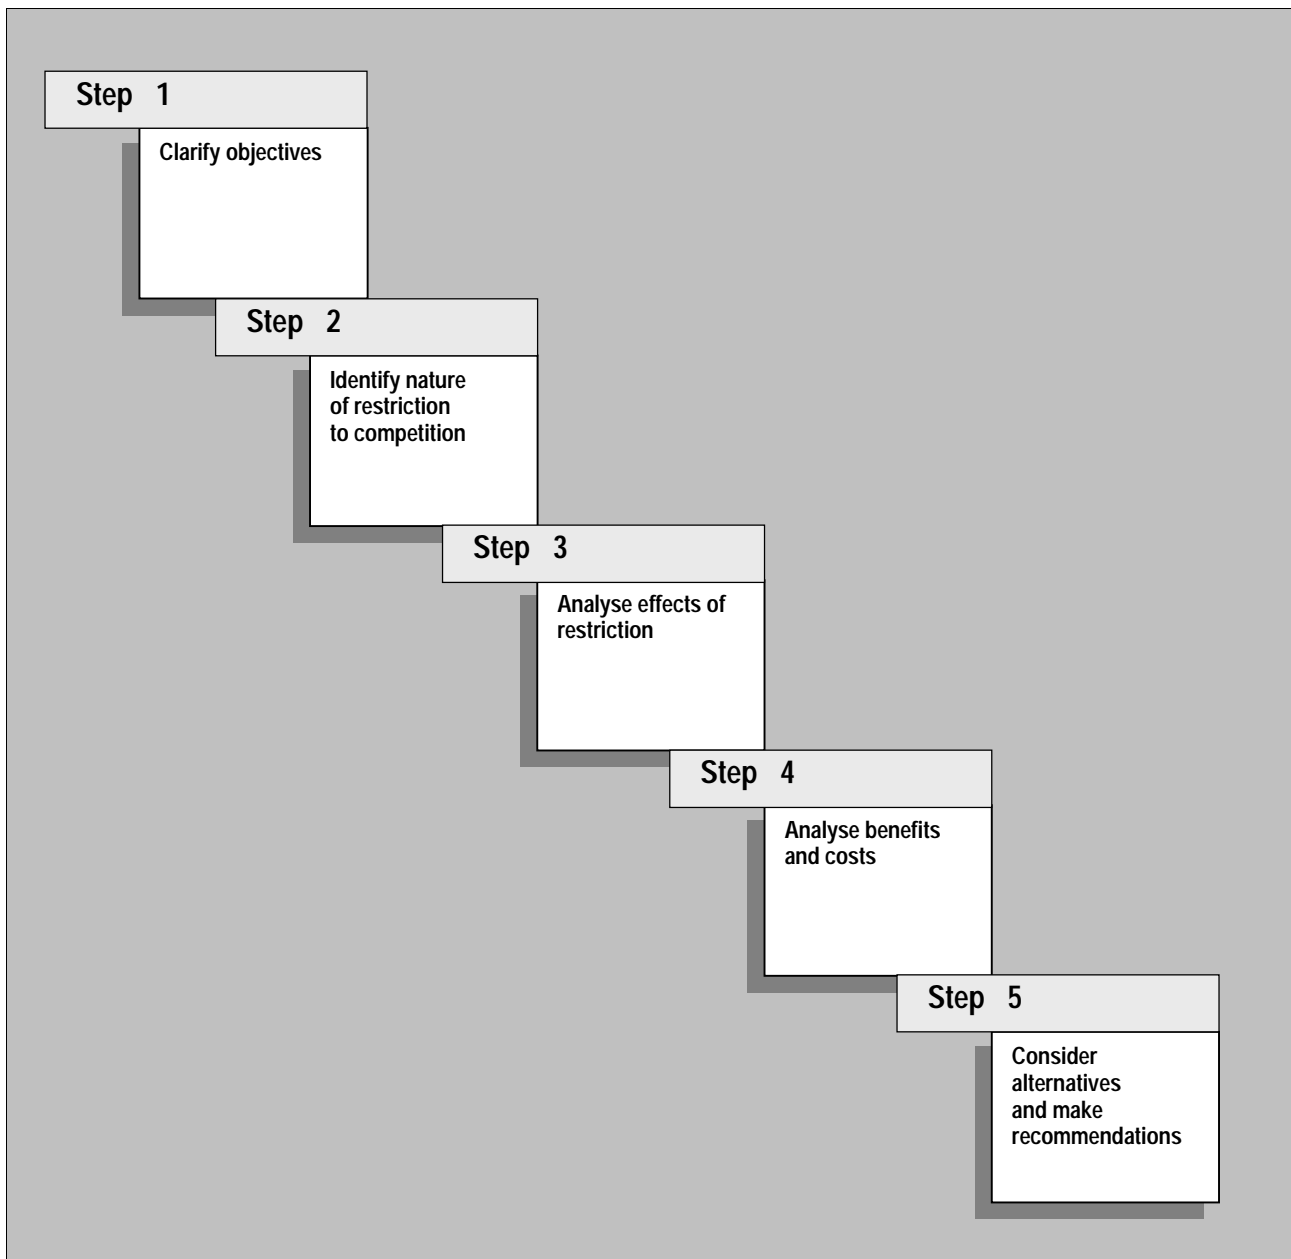 Step 1
Clarify objectives
Step 2
Identify nature
of restriction
to competition
Step 3
Analyse effects of
restriction
Step 4
Analyse benefits
and costs
Step 5
Consider
alternatives
and make
recommendations